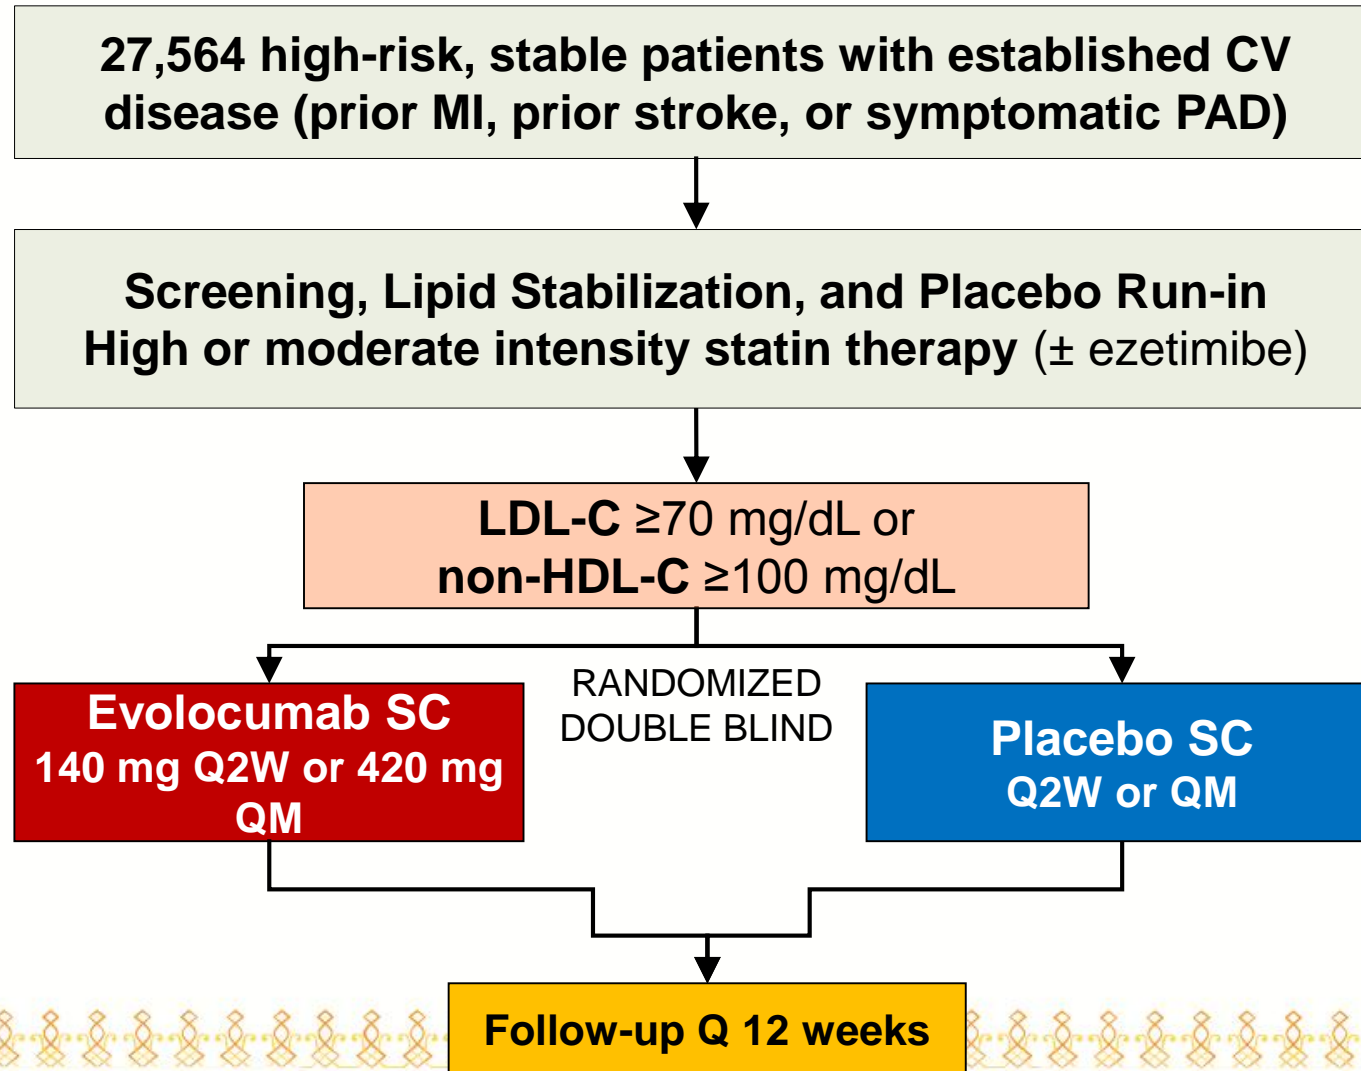 27,564 high-risk, stable patients with established CV
disease (prior MI, prior stroke, or symptomatic PAD)
Screening, Lipid Stabilization, and Placebo Run-in
High or moderate intensity statin therapy (± ezetimibe)
LDL-C ≥70 mg/dL or
non-HDL-C ≥100 mg/dL
RANDOMIZED
DOUBLE BLIND
Evolocumab SC
140 mg Q2W or 420 mg
QM
Placebo SC
Q2W or QM
Follow-up Q 12 weeks